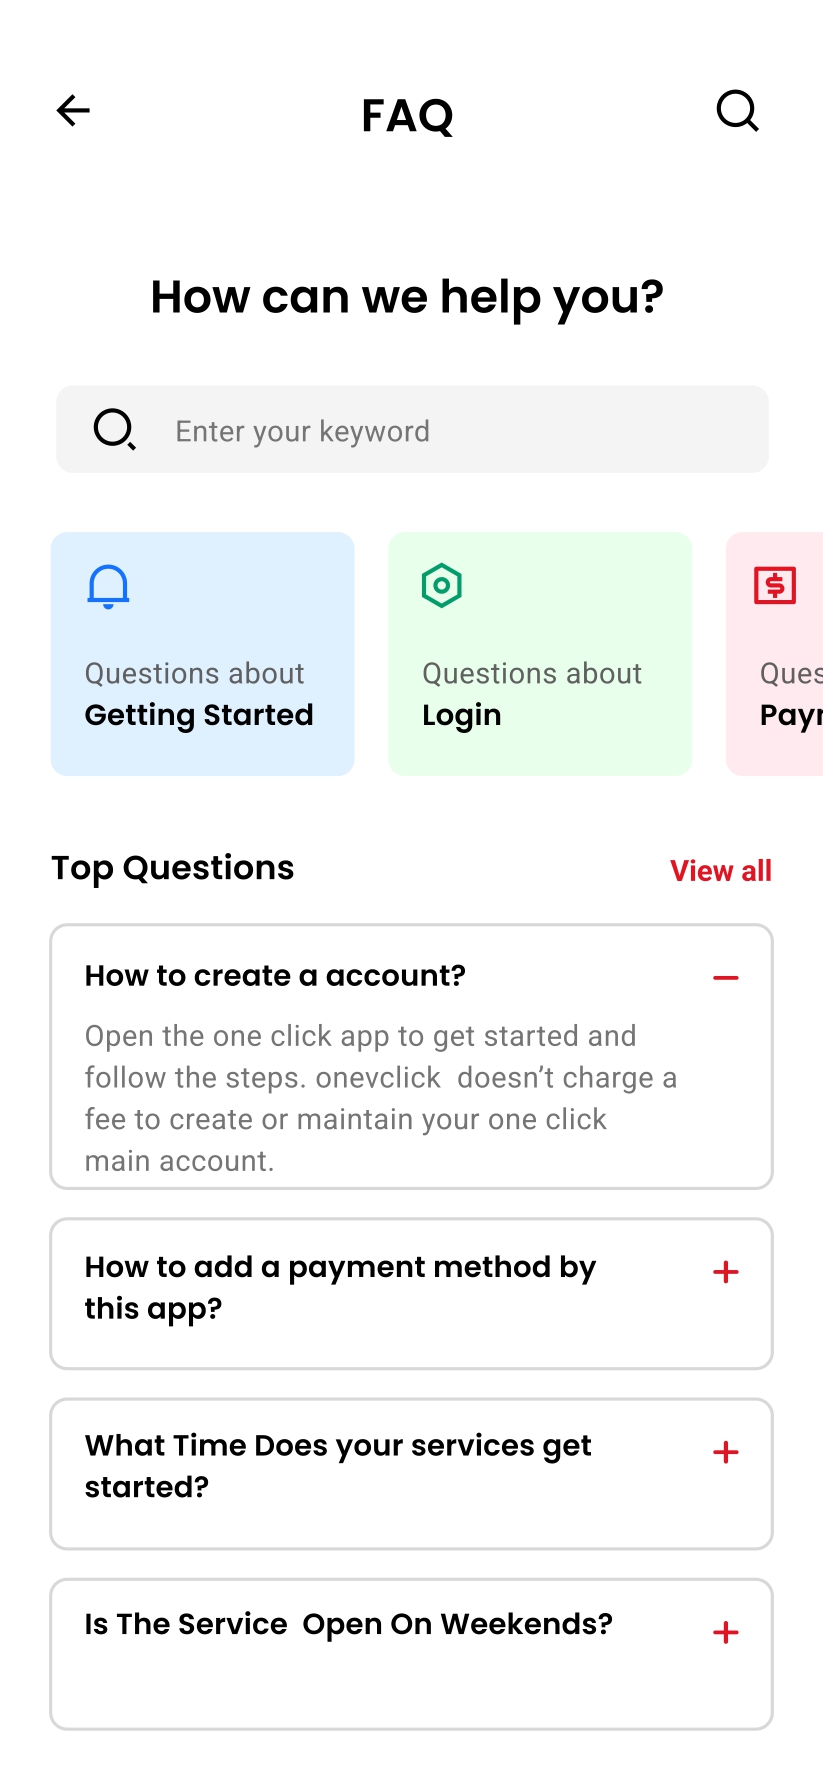 FAQ
How can we help you?
Enter your keyword
Questions about
Getting Started
Questions about
Login
Top Questions
View all
How to create a account?
Open the one click app to get started and
follow the steps. onevclick  doesn’t charge a
fee to create or maintain your one click
main account.
How to add a payment method by
this app?
What Time Does your services get
started?
Is The Service  Open On Weekends?